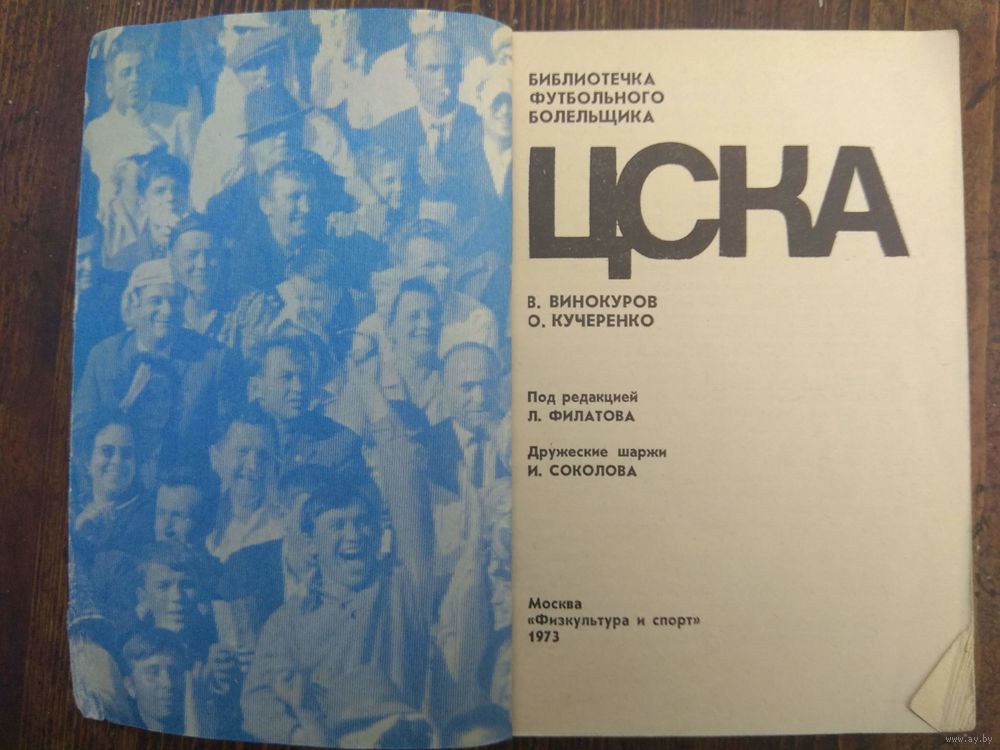 БИБЛИОТЕЧКА
ФУТБОЛЬНОГО
БОЛЕЛЬЩИКА
ЦСКА
В. ВИНОКУРОВ
О. КУЧЕРЕНКО
Под редакцией
Л. ФИЛАТОВА
Дружеские шаржи
И. СОКОЛОВА
Москва
«Физкультура и спорт»
1973
www.ay.by